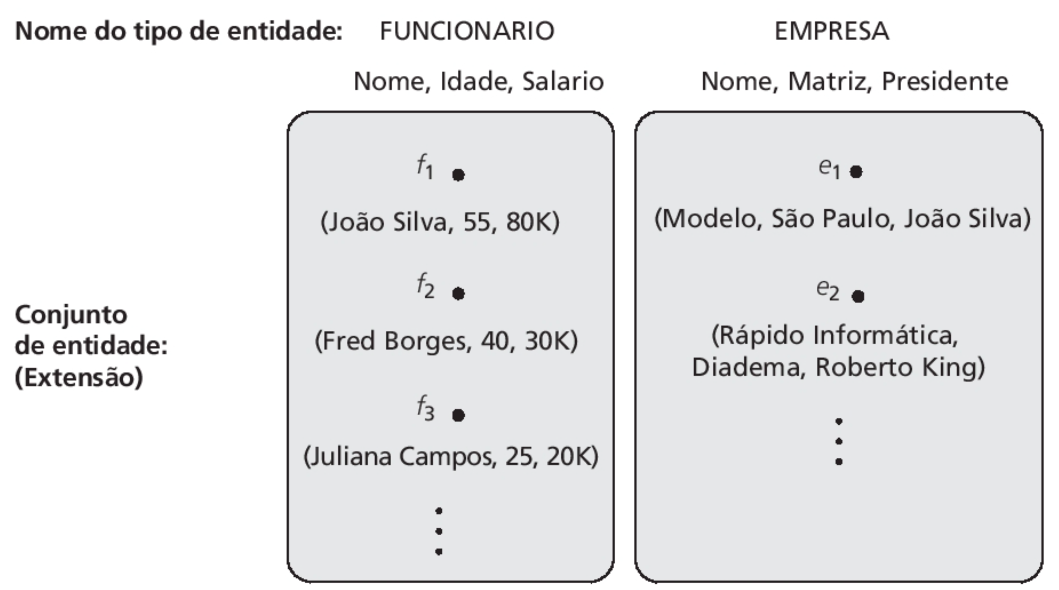 Nome do tipo de entidade: FUNCIONARIO EMPRESA
Nome, Idade, Salario Nome, Matriz, Presidente
f1 e1
(João Silva, 55, 80K) (Modelo, São Paulo, João Silva)
f2 e2
(Fred Borges, 40, 30K) (Rápido Informática,
Diadema, Roberto King)
Conjunto
de entidade:
(Extensão)
f3
(Juliana Campos, 25, 20K)